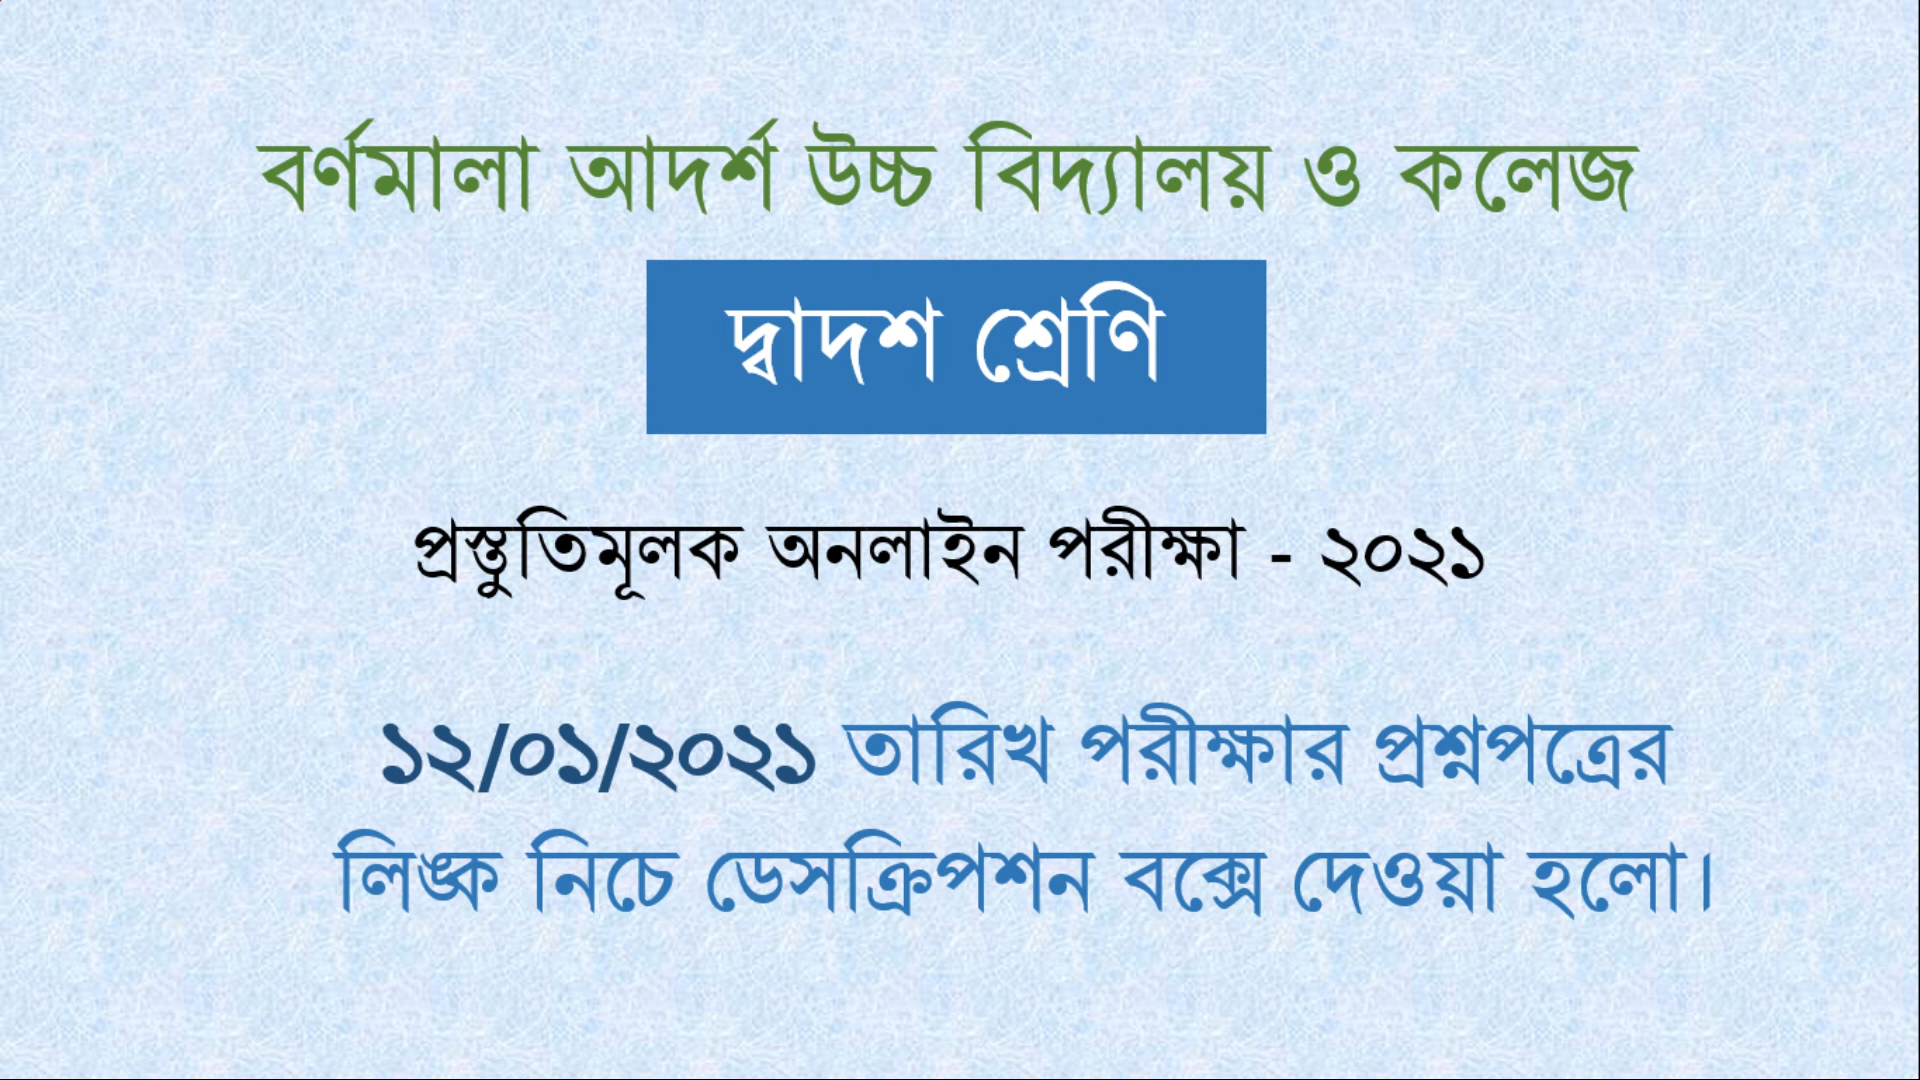 বর্ণমালা আদর্শ উচ্চ বিদ্যালয় ও কলেজ
দ্বাদশ শ্রেণি
প্রস্তুতিমূলক অনলাইন পরীক্ষা - ২০২১
১২/০১/২০২১ তারিখ পরীক্ষার প্রশ্নপত্রের
লিঙ্ক নিচে ডেসক্রিপশন বক্সে দেওয়া হলো।